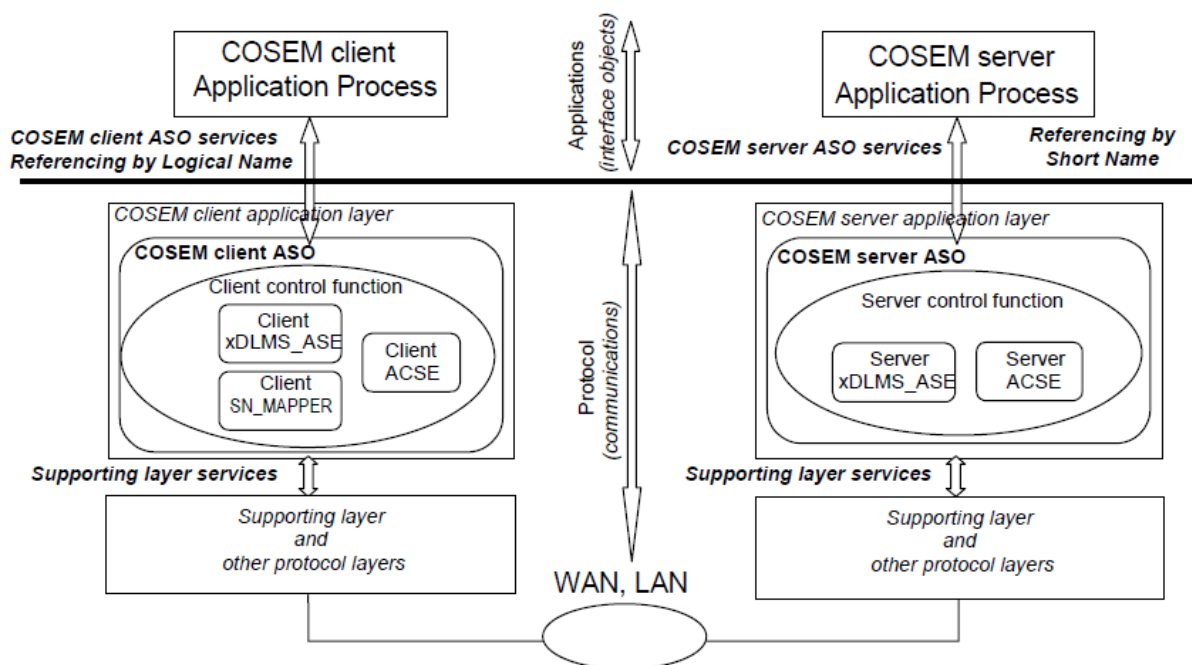 COSEM client
Application Process
COSEM client ASO services
Referencing by Logical Name
COSEM client application layer
COSEM client ASO
Client control function
Client
xDLMS_ASE
Client
ACSE
Client
SN_MAPPER
Supporting layer services
Supporting layer
and
other protocol layers
Applications
(interface objects)
Protocol
(communications)
WAN, LAN
COSEM server
Application Process
COSEM server ASO services
Referencing by
Short Name
COSEM server application layer
COSEM server ASO
Server control function
Server
xDLMS_ASE
Server
ACSE
Supporting layer services
Supporting layer
and
other protocol layers